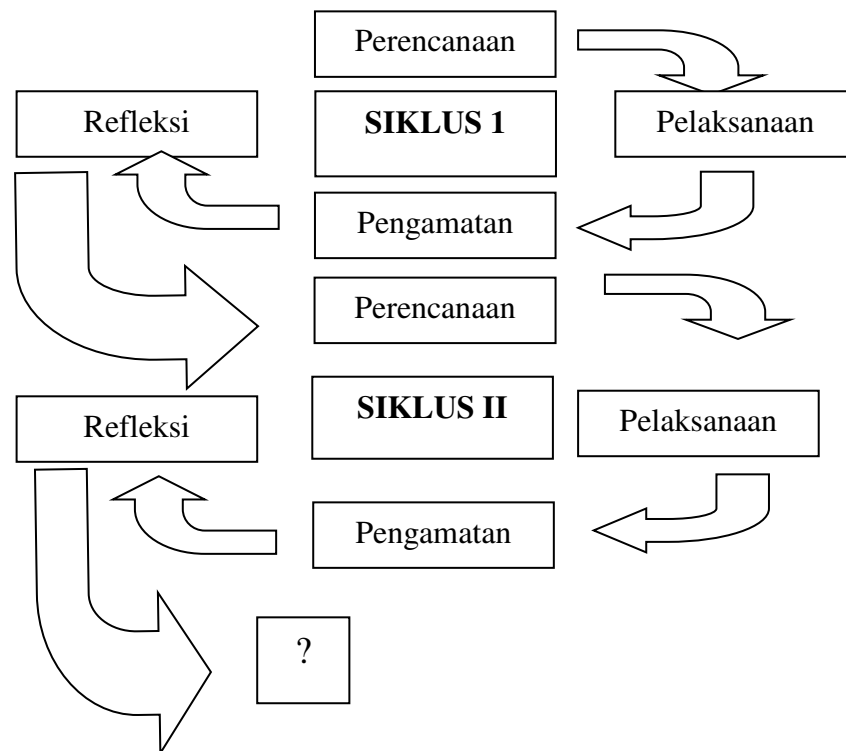 Perencanaan
Refleksi
SIKLUS 1
Pelaksanaan
Pengamatan
Perencanaan
Refleksi
SIKLUS II
Pelaksanaan
Pengamatan
?